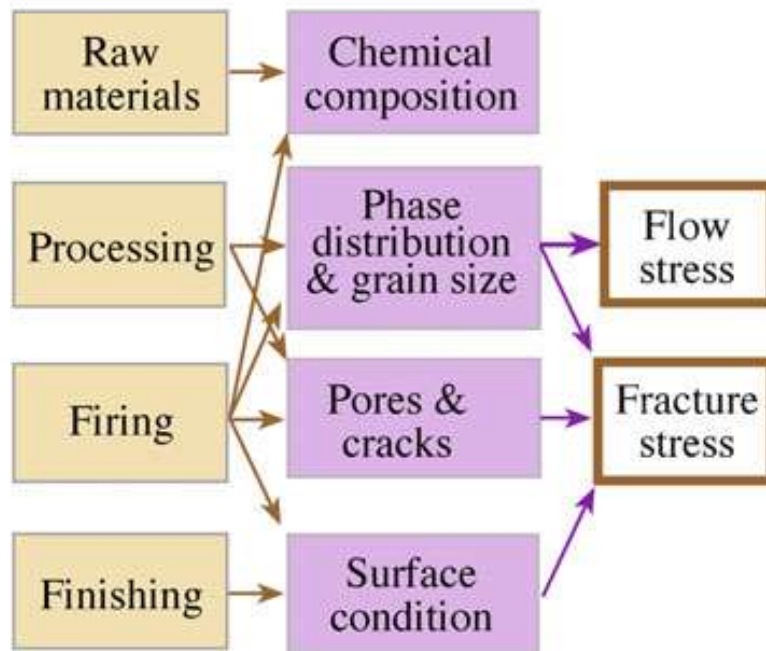 Raw
materials
Chemical
composition
Processing
Phase
distribution
& grain size
Flow
stress
Firing
Pores &
cracks
Fracture
stress
Finishing
Surface
condition